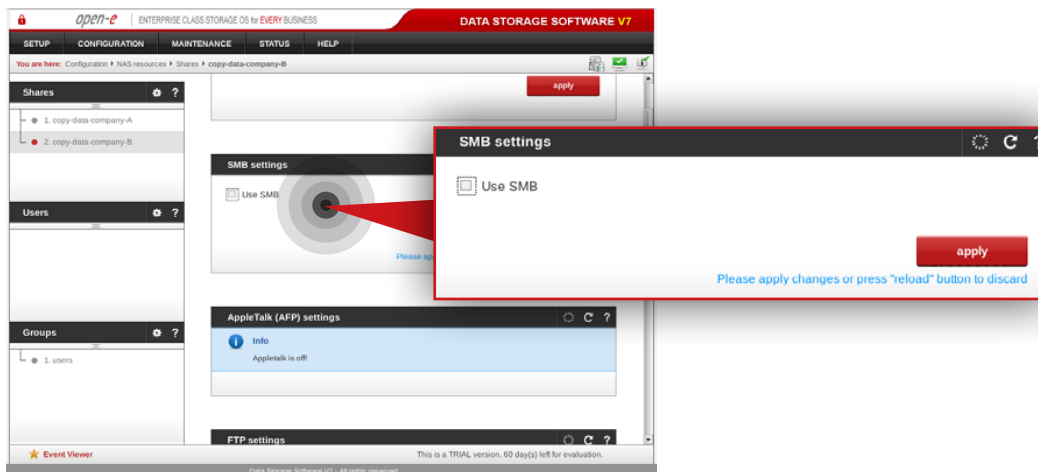 open-e ENTERPRISE CLASS STORAGE OS for EVERY BUSINESS DATA STORAGE SOFTWARE V7
SETUP CONFIGURATION MAINTENANCE STATUS HELP
You are here: Configuration Nas resources Shares copy-data-company-B
Shares ?
1. copy-data-company-A
2. copy-data-company-B
Users ?
Groups ?
1. users
apply
SMB settings
Use SMB
Please ap
SMB settings ?
Use SMB
apply
Please apply changes or press "reload" button to discard
AppleTalk (AFP) settings ?
Info
Appletalk is off!
FTP settings ?
Event Viewer This is a TRIAL version. 60 day(s) left for evaluation.
Data Storage Software V7 - All rights reserved